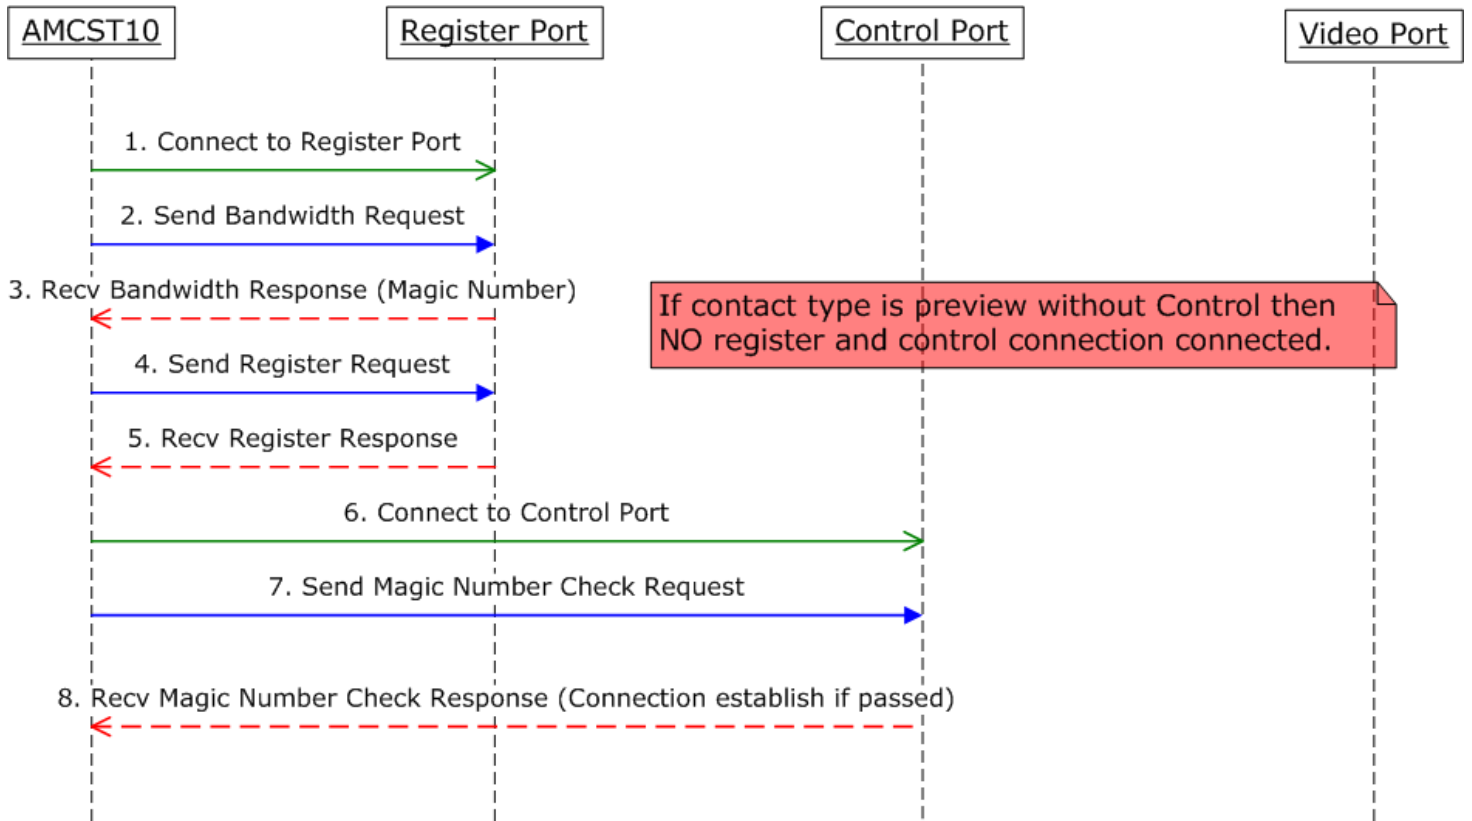 AMCST10
Register Port
Control Port
Video Port
1. Connect to Register Port
2. Send Bandwidth Request
3. Recv Bandwidth Response (Magic Number)
If contact type is preview without Control then
NO register and control connection connected.
4. Send Register Request
5. Recv Register Response
6. Connect to Control Port
7. Send Magic Number Check Request
8. Recv Magic Number Check Response (Connection establish if passed)